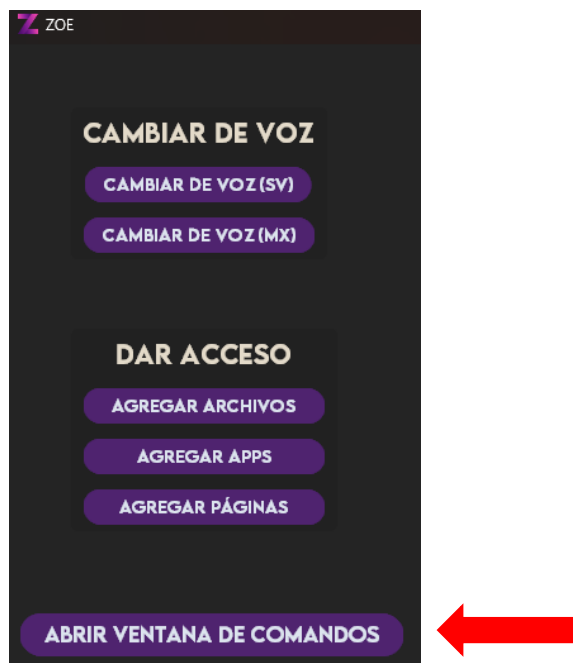 ZOE
CAMBIAR DE VOZ
CAMBIAR DE VOZ (SV)
CAMBIAR DE VOZ (MX)
DAR ACCESO
AGREGAR ARCHIVOS
AGREGAR APPS
AGREGAR PÁGINAS
ABRIR VENTANA DE COMANDOS